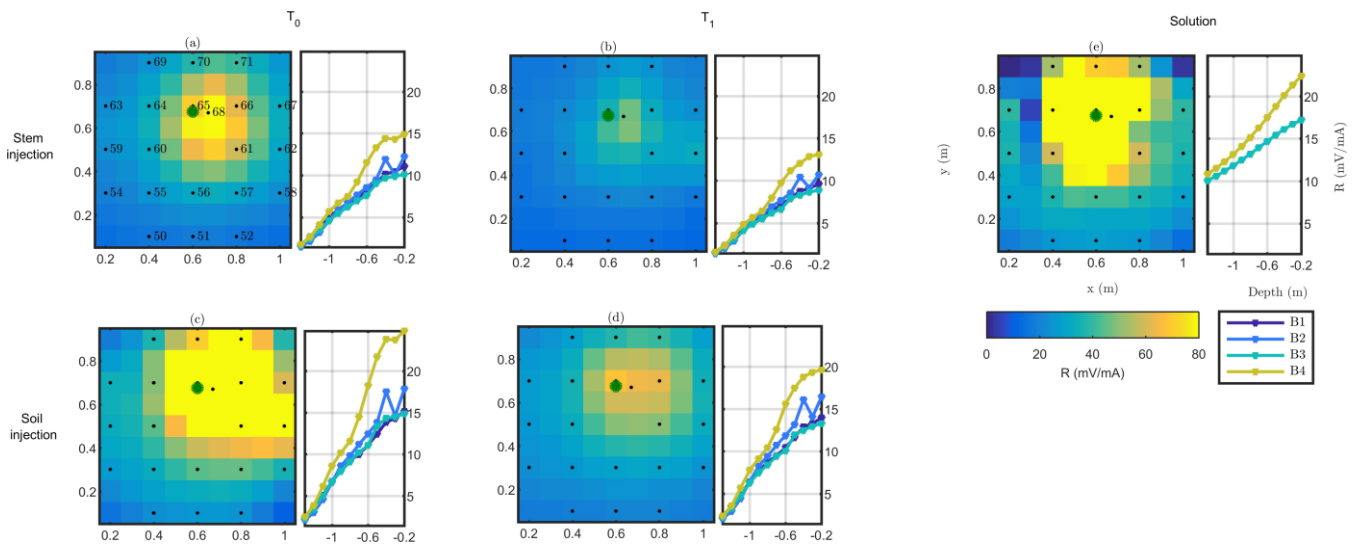 T0
T1
Solution
Stem
injection
(a)
69 70 71
63 64 65 66 67
68
59 60 61 62
54 55 56 57 58
50 51 52
0.8
0.6
0.4
0.2
0.2 0.4 0.6 0.8 1
20
15
10
5
-1 -0.6 -0.2
(b)
0.8
0.6
0.4
0.2
0.2 0.4 0.6 0.8 1
20
15
10
5
-1 -0.6 -0.2
(e)
y (m)
0.8
0.6
0.4
0.2
0.2 0.4 0.6 0.8 1
x (m)
20
15
10
5
R (mV/mA)
-1 -0.6 -0.2
Depth (m)
0 20 40 60 80
R (mV/mA)
B1
B2
B3
B4
Soil
injection
(c)
0.8
0.6
0.4
0.2
0.2 0.4 0.6 0.8 1
20
15
10
5
-1 -0.6 -0.2
(d)
0.8
0.6
0.4
0.2
0.2 0.4 0.6 0.8 1
20
15
10
5
-1 -0.6 -0.2